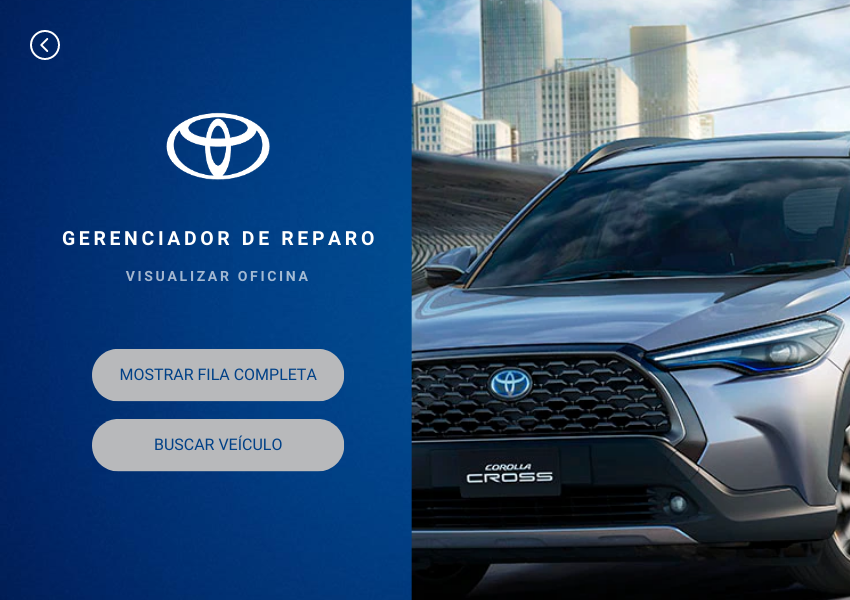 GERENCIADOR DE REPARO
VISUALIZAR OFICINA
MOSTRAR FILA COMPLETA
BUSCAR VEÍCULO
COROLLA
CROSS